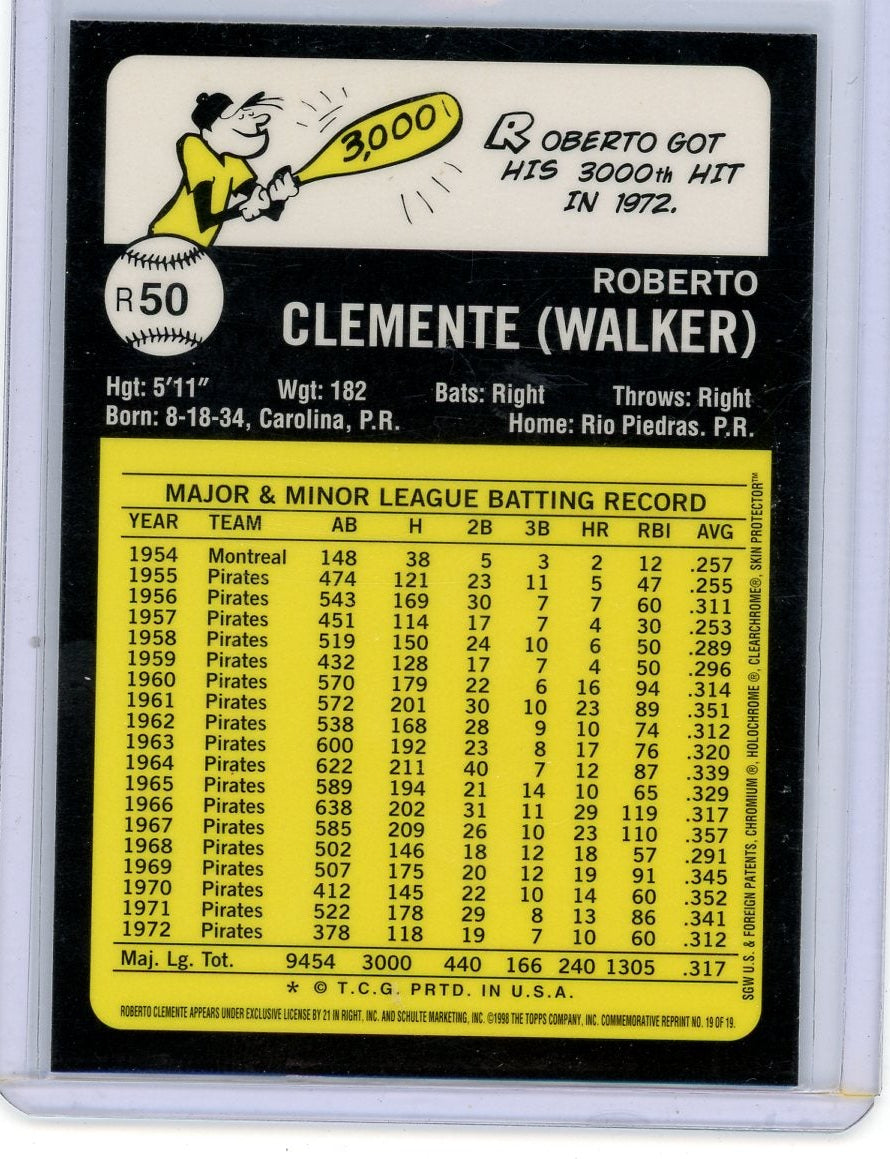 3,000
ROBERTO GOT
HIS 3000th HIT
IN 1972.
R50
ROBERTO
CLEMENTE (WALKER)
Hgt: 5'11" Wgt: 182 Bats: Right Throws: Right
Born: 8-18-34, Carolina, P.R. Home: Rio Piedras. P.R.
MAJOR & MINOR LEAGUE BATTING RECORD
YEAR TEAM AB H 2B 3B HR RBI AVG
1954 Montreal 148 38 5 3 2 12 .257
1955 Pirates 474 121 23 11 5 47 .255
1956 Pirates 543 169 30 7 7 60 .311
1957 Pirates 451 114 17 7 4 30 .253
1958 Pirates 519 150 24 10 6 50 .289
1959 Pirates 432 128 17 7 4 50 .296
1960 Pirates 570 179 22 6 16 94 .314
1961 Pirates 572 201 30 10 23 89 .351
1962 Pirates 538 168 28 9 10 74 .312
1963 Pirates 600 192 23 8 17 76 .320
1964 Pirates 622 211 40 7 12 87 .339
1965 Pirates 589 194 21 14 10 65 .329
1966 Pirates 638 202 31 11 29 119 .317
1967 Pirates 585 209 26 10 23 110 .357
1968 Pirates 502 146 18 12 18 57 .291
1969 Pirates 507 175 20 12 19 91 .345
1970 Pirates 412 145 22 10 14 60 .352
1971 Pirates 522 178 29 8 13 86 .341
1972 Pirates 378 118 19 7 10 60 .312
Maj. Lg. Tot. 9454 3000 440 166 240 1305 .317
* © T.C.G. PRTD. IN U.S.A.
ROBERTO CLEMENTE APPEARS UNDER EXCLUSIVE LICENSE BY 21 IN RIGHT, INC. AND SCHULTE MARKETING, INC. ©1998 THE TOPPS COMPANY, INC. COMMEMORATIVE REPRINT NO. 19 OF 19.
SGW U.S. & FOREIGN PATENTS, CHROMIUM ®, HOLOCHROME ®, CLEARCHROME®, SKIN PROTECTOR™